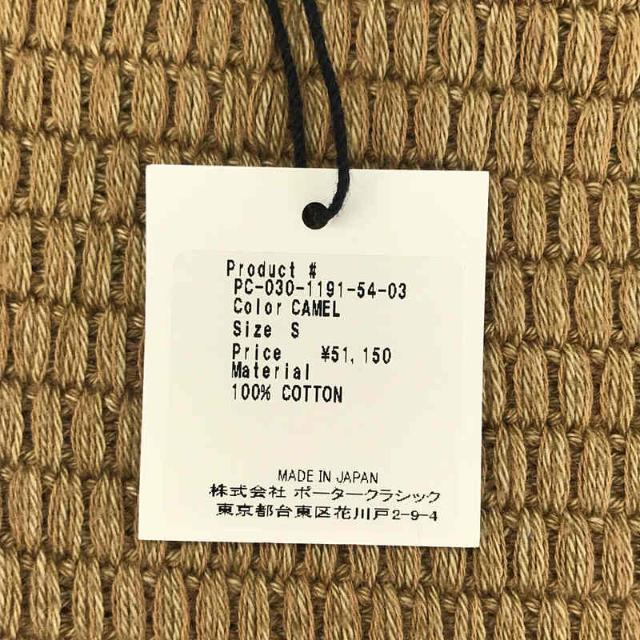 Product #
PC-030-1191-54-03
Color CAMEL
Size S
Price ¥51,150
Material
100% COTTON
MADE IN JAPAN
株式会社 ポータークラシック
東京都台東区花川戸2-9-4